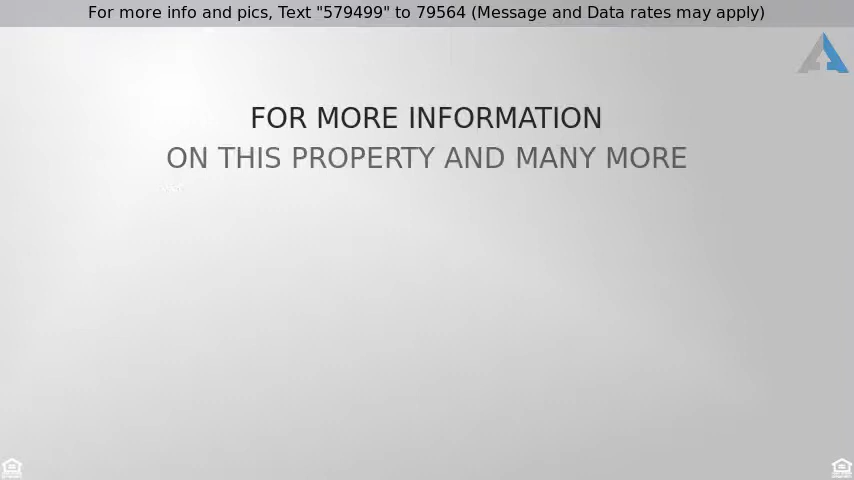 For more info and pics, Text "579499" to 79564 (Message and Data rates may apply)
FOR MORE INFORMATION
ON THIS PROPERTY AND MANY MORE